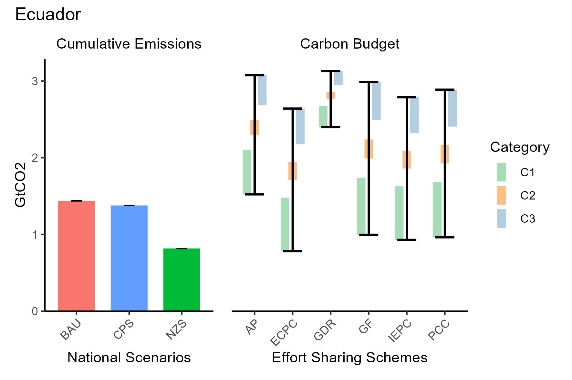 Ecuador
Cumulative Emissions
Carbon Budget
GtCO2
3
2
1
0
BAU
CPS
NZS
AP
ECPC
GDR
GF
IEPC
PCC
National Scenarios
Effort Sharing Schemes
Category
C1
C2
C3